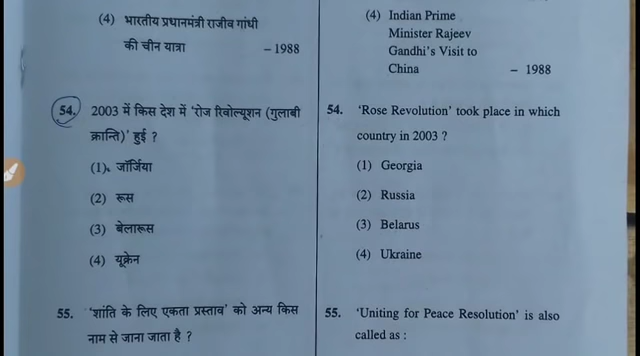 (4) भारतीय प्रधानमंत्री राजीव गांधी
की चीन यात्रा – 1988
54. 2003 में किस देश में 'रोज रिवोल्यूशन (गुलाबी
क्रान्ति)' हुई ?
(1) जॉर्जिया
(2) रूस
(3) बेलारूस
(4) यूक्रेन
55. 'शांति के लिए एकता प्रस्ताव' को अन्य किस
नाम से जाना जाता है ?
(4) Indian Prime
Minister Rajeev
Gandhi's Visit to
China – 1988
54. 'Rose Revolution' took place in which
country in 2003 ?
(1) Georgia
(2) Russia
(3) Belarus
(4) Ukraine
55. 'Uniting for Peace Resolution' is also
called as :